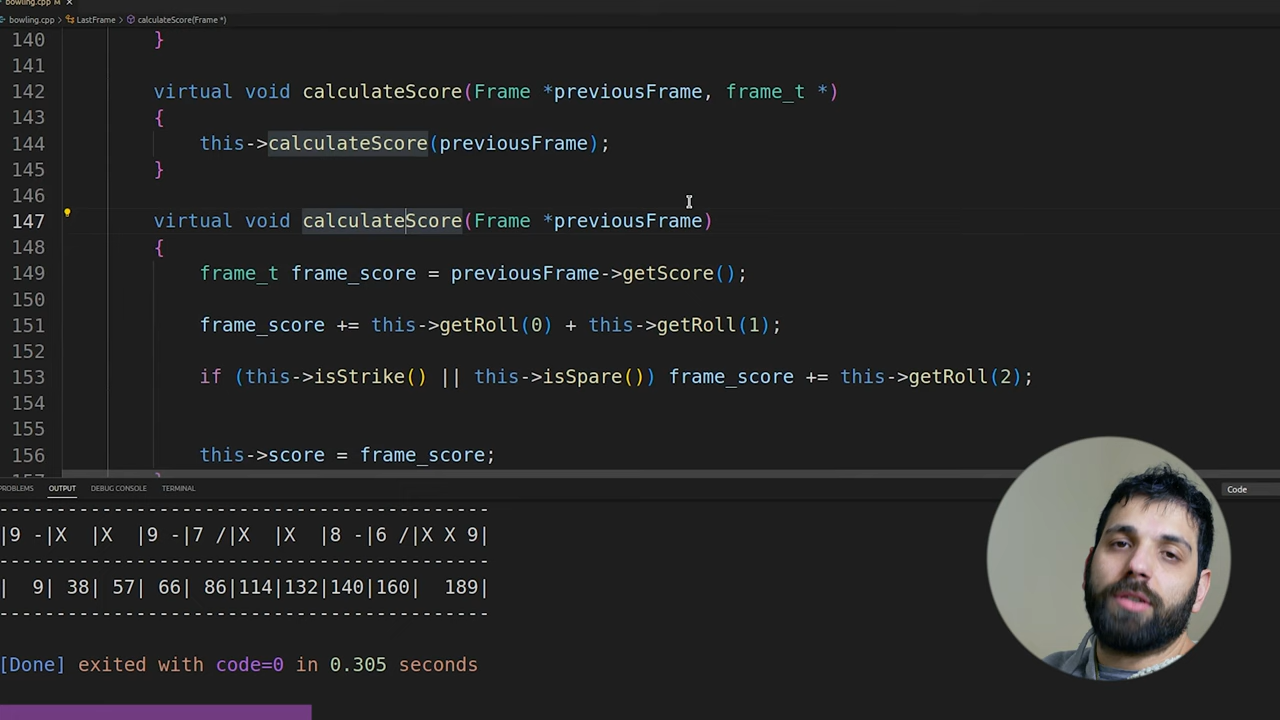 bowling.cpp M ×
bowling.cpp > LastFrame > calculateScore(Frame *)
140 }
141
142 virtual void calculateScore(Frame *previousFrame, frame_t *)
143 {
144 this->calculateScore(previousFrame);
145 }
146
147 virtual void calculateScore(Frame *previousFrame)
148 {
149 frame_t frame_score = previousFrame->getScore();
150
151 frame_score += this->getRoll(0) + this->getRoll(1);
152
153 if (this->isStrike() || this->isSpare()) frame_score += this->getRoll(2);
154
155
156 this->score = frame_score;
157 }
PROBLEMS OUTPUT DEBUG CONSOLE TERMINAL Code
-------------------------------------------
|9 -|X  |X  |9 -|7 /|X  |X  |8 -|6 /|X X 9|
-------------------------------------------
|  9| 38| 57| 66| 86|114|132|140|160|  189|
-------------------------------------------
[Done] exited with code=0 in 0.305 seconds